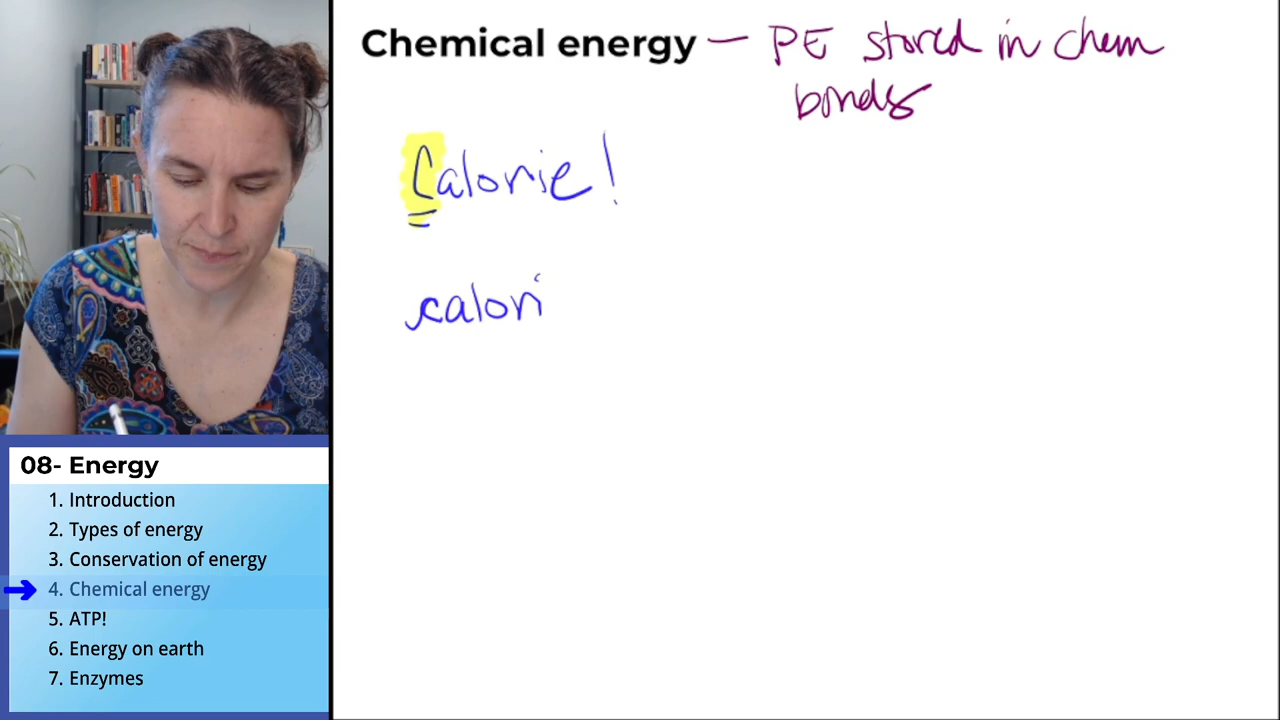 Chemical energy — PE stored in chem
bonds
Calorie!
calori
08- Energy
1. Introduction
2. Types of energy
3. Conservation of energy
4. Chemical energy
5. ATP!
6. Energy on earth
7. Enzymes